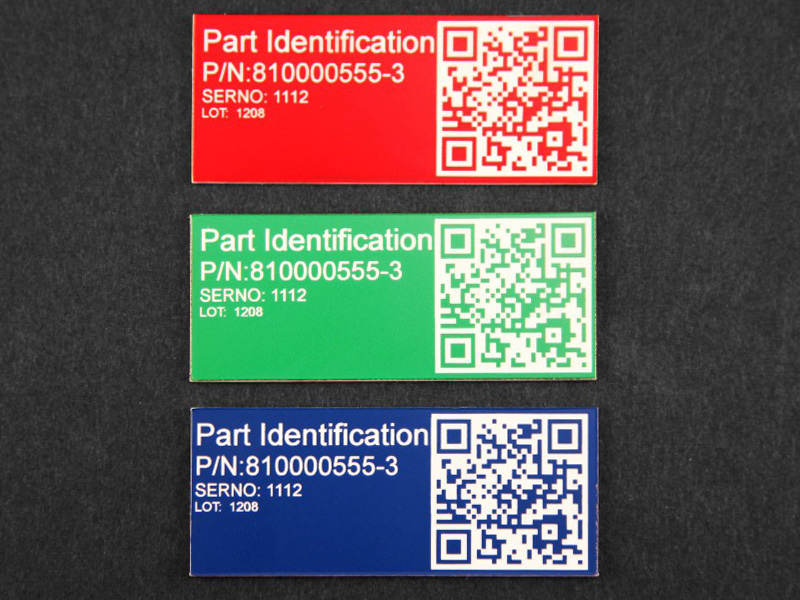 Part Identification
P/N:810000555-3
SERNO: 1112
LOT: 1208
Part Identification
P/N:810000555-3
SERNO: 1112
LOT: 1208
Part Identification
P/N:810000555-3
SERNO: 1112
LOT: 1208